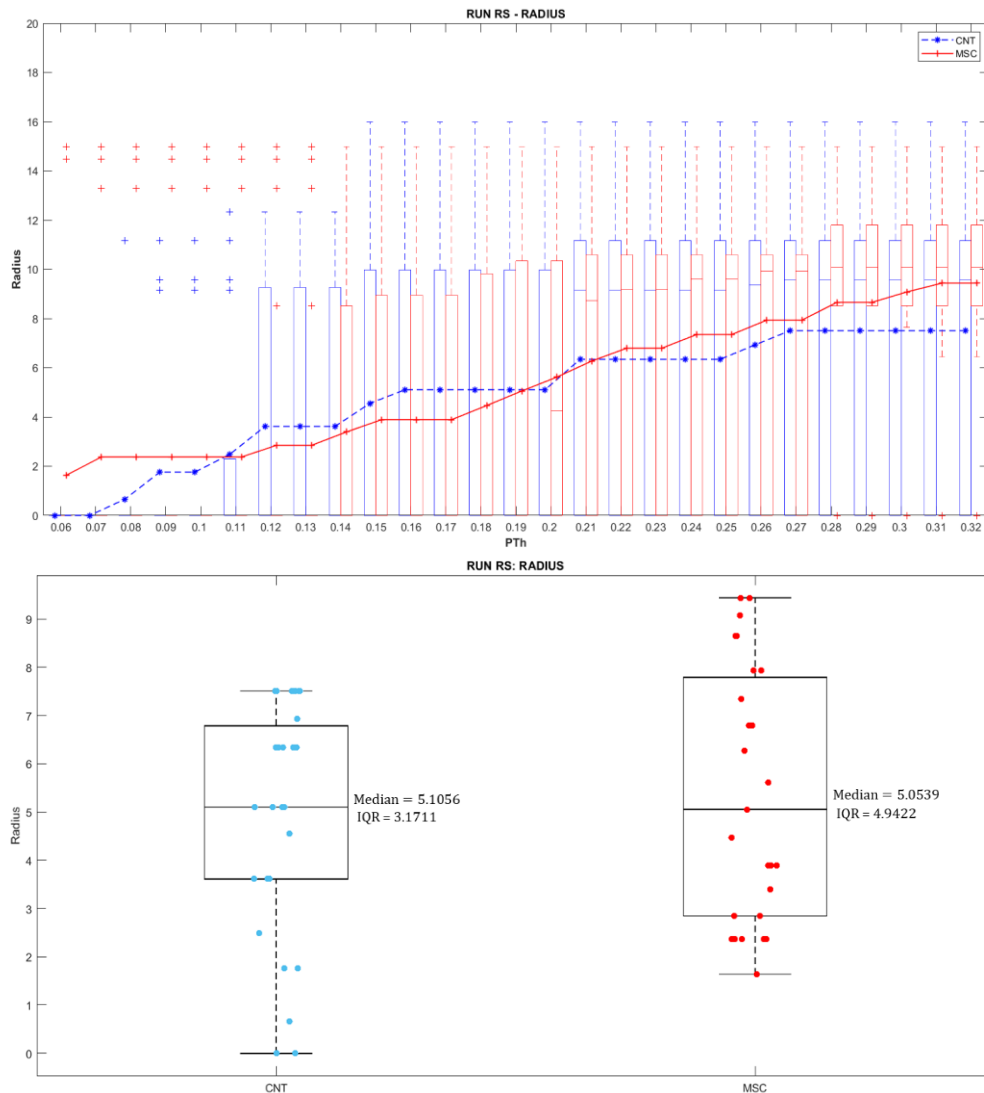 RUN RS - RADIUS
20
18
16
14
12
10
8
6
4
2
0
Radius
CNT
MSC
0.06 0.07 0.08 0.09 0.1 0.11 0.12 0.13 0.14 0.15 0.16 0.17 0.18 0.19 0.2 0.21 0.22 0.23 0.24 0.25 0.26 0.27 0.28 0.29 0.3 0.31 0.32
PTh
RUN RS: RADIUS
9
8
7
6
5
4
3
2
1
0
Radius
Median = 5.1056
IQR = 3.1711
Median = 5.0539
IQR = 4.9422
CNT MSC